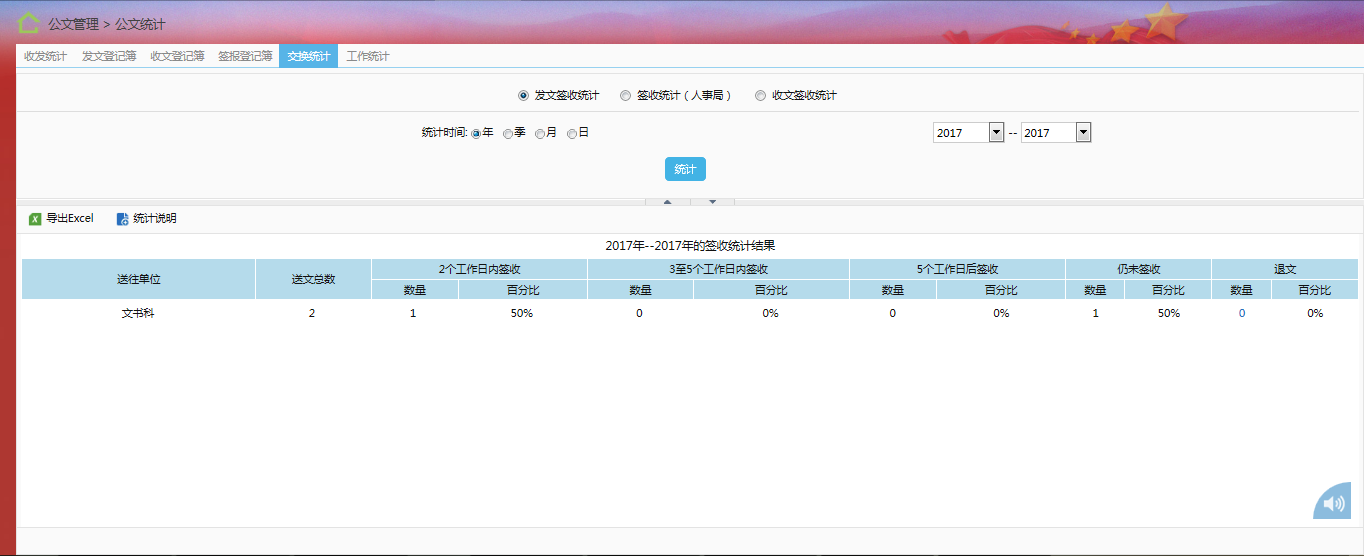 公文管理 > 公文统计
收发统计 发文登记簿 收文登记簿 签报登记簿 交换统计 工作统计
发文签收统计 签收统计（人事局） 收文签收统计
统计时间: 年 季 月 日 2017 -- 2017
统计
导出Excel 统计说明
2017年--2017年的签收统计结果
送往单位 送文总数 2个工作日内签收 3至5个工作日内签收 5个工作日后签收 仍未签收 退文
数量 百分比 数量 百分比 数量 百分比 数量 百分比 数量 百分比
文书科 2 1 50% 0 0% 0 0% 1 50% 0 0%